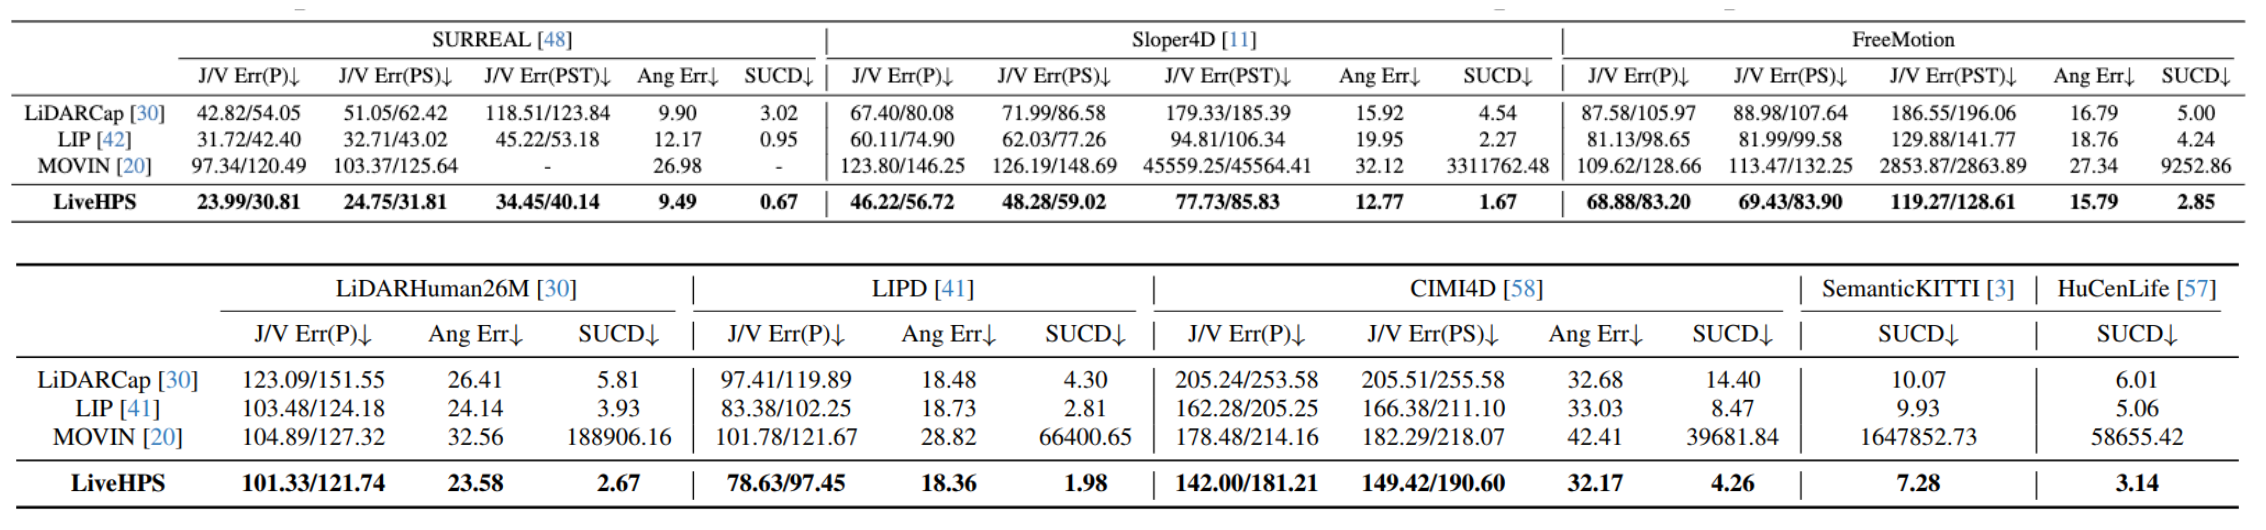 SURREAL [48] Sloper4D [11] FreeMotion
J/V Err(P)↓ J/V Err(PS)↓ J/V Err(PST)↓ Ang Err↓ SUCD↓ J/V Err(P)↓ J/V Err(PS)↓ J/V Err(PST)↓ Ang Err↓ SUCD↓ J/V Err(P)↓ J/V Err(PS)↓ J/V Err(PST)↓ Ang Err↓ SUCD↓
LiDARCap [30] 42.82/54.05 51.05/62.42 118.51/123.84 9.90 3.02 67.40/80.08 71.99/86.58 179.33/185.39 15.92 4.54 87.58/105.97 88.98/107.64 186.55/196.06 16.79 5.00
LIP [42] 31.72/42.40 32.71/43.02 45.22/53.18 12.17 0.95 60.11/74.90 62.03/77.26 94.81/106.34 19.95 2.27 81.13/98.65 81.99/99.58 129.88/141.77 18.76 4.24
MOVIN [20] 97.34/120.49 103.37/125.64 - 26.98 - 123.80/146.25 126.19/148.69 45559.25/45564.41 32.12 3311762.48 109.62/128.66 113.47/132.25 2853.87/2863.89 27.34 9252.86
LiveHPS 23.99/30.81 24.75/31.81 34.45/40.14 9.49 0.67 46.22/56.72 48.28/59.02 77.73/85.83 12.77 1.67 68.88/83.20 69.43/83.90 119.27/128.61 15.79 2.85
LiDARHuman26M [30] LIPD [41] CIMI4D [58] SemanticKITTI [3] HuCenLife [57]
J/V Err(P)↓ Ang Err↓ SUCD↓ J/V Err(P)↓ Ang Err↓ SUCD↓ J/V Err(P)↓ J/V Err(PS)↓ Ang Err↓ SUCD↓ SUCD↓ SUCD↓
LiDARCap [30] 123.09/151.55 26.41 5.81 97.41/119.89 18.48 4.30 205.24/253.58 205.51/255.58 32.68 14.40 10.07 6.01
LIP [41] 103.48/124.18 24.14 3.93 83.38/102.25 18.73 2.81 162.28/205.25 166.38/211.10 33.03 8.47 9.93 5.06
MOVIN [20] 104.89/127.32 32.56 188906.16 101.78/121.67 28.82 66400.65 178.48/214.16 182.29/218.07 42.41 39681.84 1647852.73 58655.42
LiveHPS 101.33/121.74 23.58 2.67 78.63/97.45 18.36 1.98 142.00/181.21 149.42/190.60 32.17 4.26 7.28 3.14